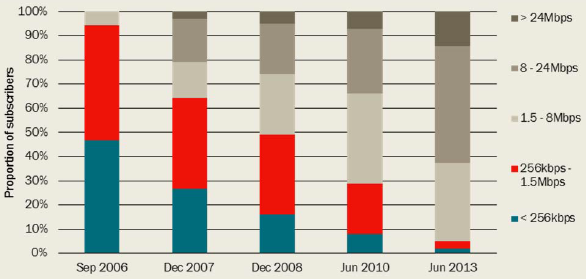 Proportion of subscribers
100%
90%
80%
70%
60%
50%
40%
30%
20%
10%
0%
Sep 2006
Dec 2007
Dec 2008
Jun 2010
Jun 2013
> 24Mbps
8 - 24Mbps
1.5 - 8Mbps
256kbps -
1.5Mbps
< 256kbps